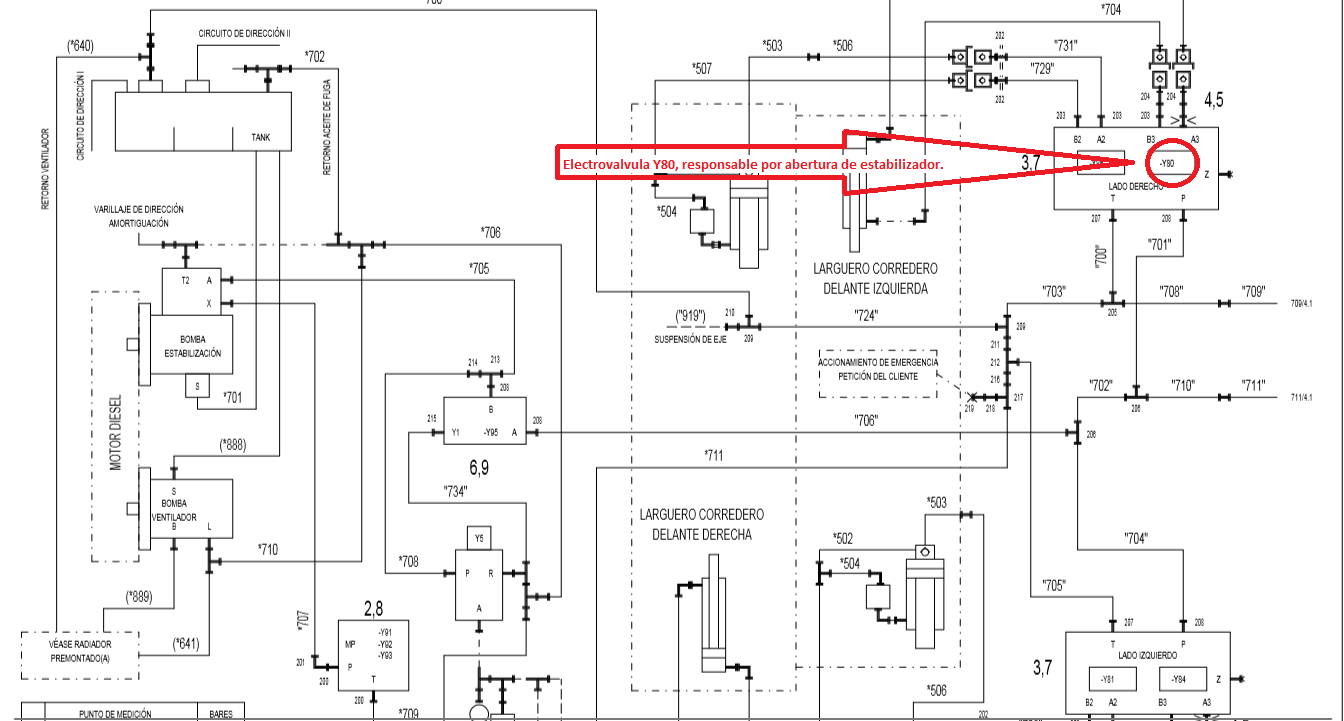 *704
CIRCUITO DE DIRECCIÓN II
(*640)
*702
*503
*506
202
"731"
*507
"729"
202
204
204
4,5
CIRCUITO DE DIRECCIÓN I
RETORNO ACEITE DE FUGA
RETORNO VENTILADOR
TANK
203
203
203
B2
A2
B3
A3
Electrovalvula Y80, responsable por abertura de estabilizador.
3,7
-Y80
Z
LADO DERECHO
T
P
*504
207
208
VARILLAJE DE DIRECCIÓN
AMORTIGUACIÓN
*706
"700"
"701"
*705
LARGUERO CORREDERO
DELANTE IZQUIERDA
T2
A
X
"703"
205
"708"
"709"
709/4.1
("919")
210
209
"724"
209
SUSPENSIÓN DE EJE
211
212
216
217
218
219
BOMBA
ESTABILIZACIÓN
S
*701
ACCIONAMIENTO DE EMERGENCIA
PETICIÓN DEL CLIENTE
214
213
208
"702"
206
"710"
"711"
711/4.1
MOTOR DIESEL
215
B
Y1
-Y95
A
208
"706"
206
(*888)
6,9
*711
S
BOMBA
VENTILADOR
B
L
"734"
LARGUERO CORREDERO
DELANTE DERECHA
*503
*502
*504
"704"
*710
*708
Y5
P
R
A
"705"
(*889)
*707
2,8
207
208
VÉASE RADIADOR
PREMONTADO(A)
(*641)
201
200
MP
-Y91
-Y92
-Y93
P
T
200
*709
T
P
LADO IZQUIERDO
3,7
-Y81
-Y84
Z
B2
A2
B3
A3
*506
202
PUNTO DE MEDICIÓN
BARES